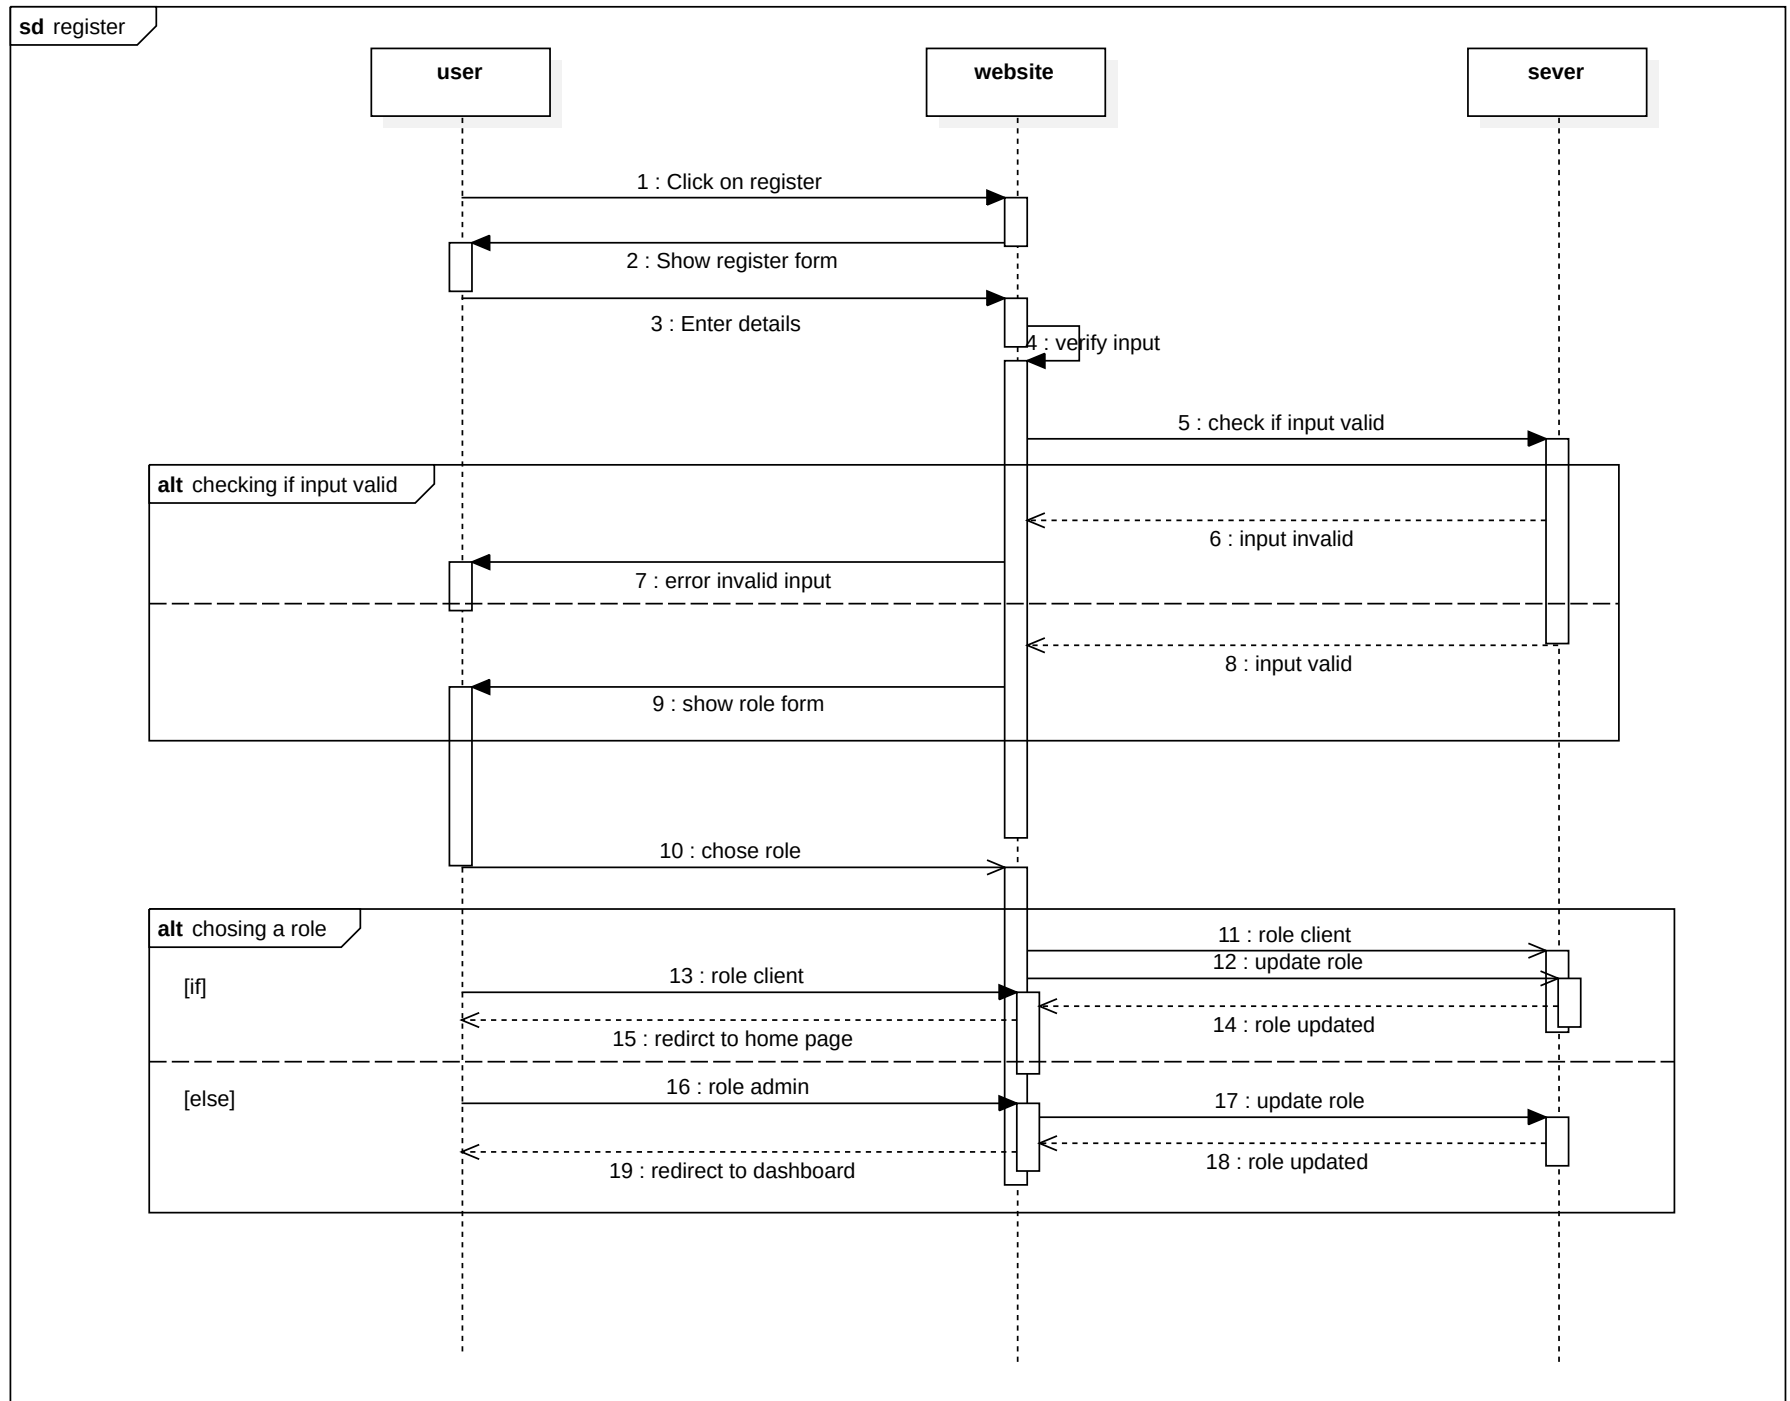 sd register
user
website
sever
1 : Click on register
2 : Show register form
3 : Enter details
4 : verify input
5 : check if input valid
alt checking if input valid
6 : input invalid
7 : error invalid input
8 : input valid
9 : show role form
10 : chose role
alt chosing a role
11 : role client
12 : update role
13 : role client
[if]
14 : role updated
15 : redirct to home page
16 : role admin
[else]
17 : update role
18 : role updated
19 : redirect to dashboard